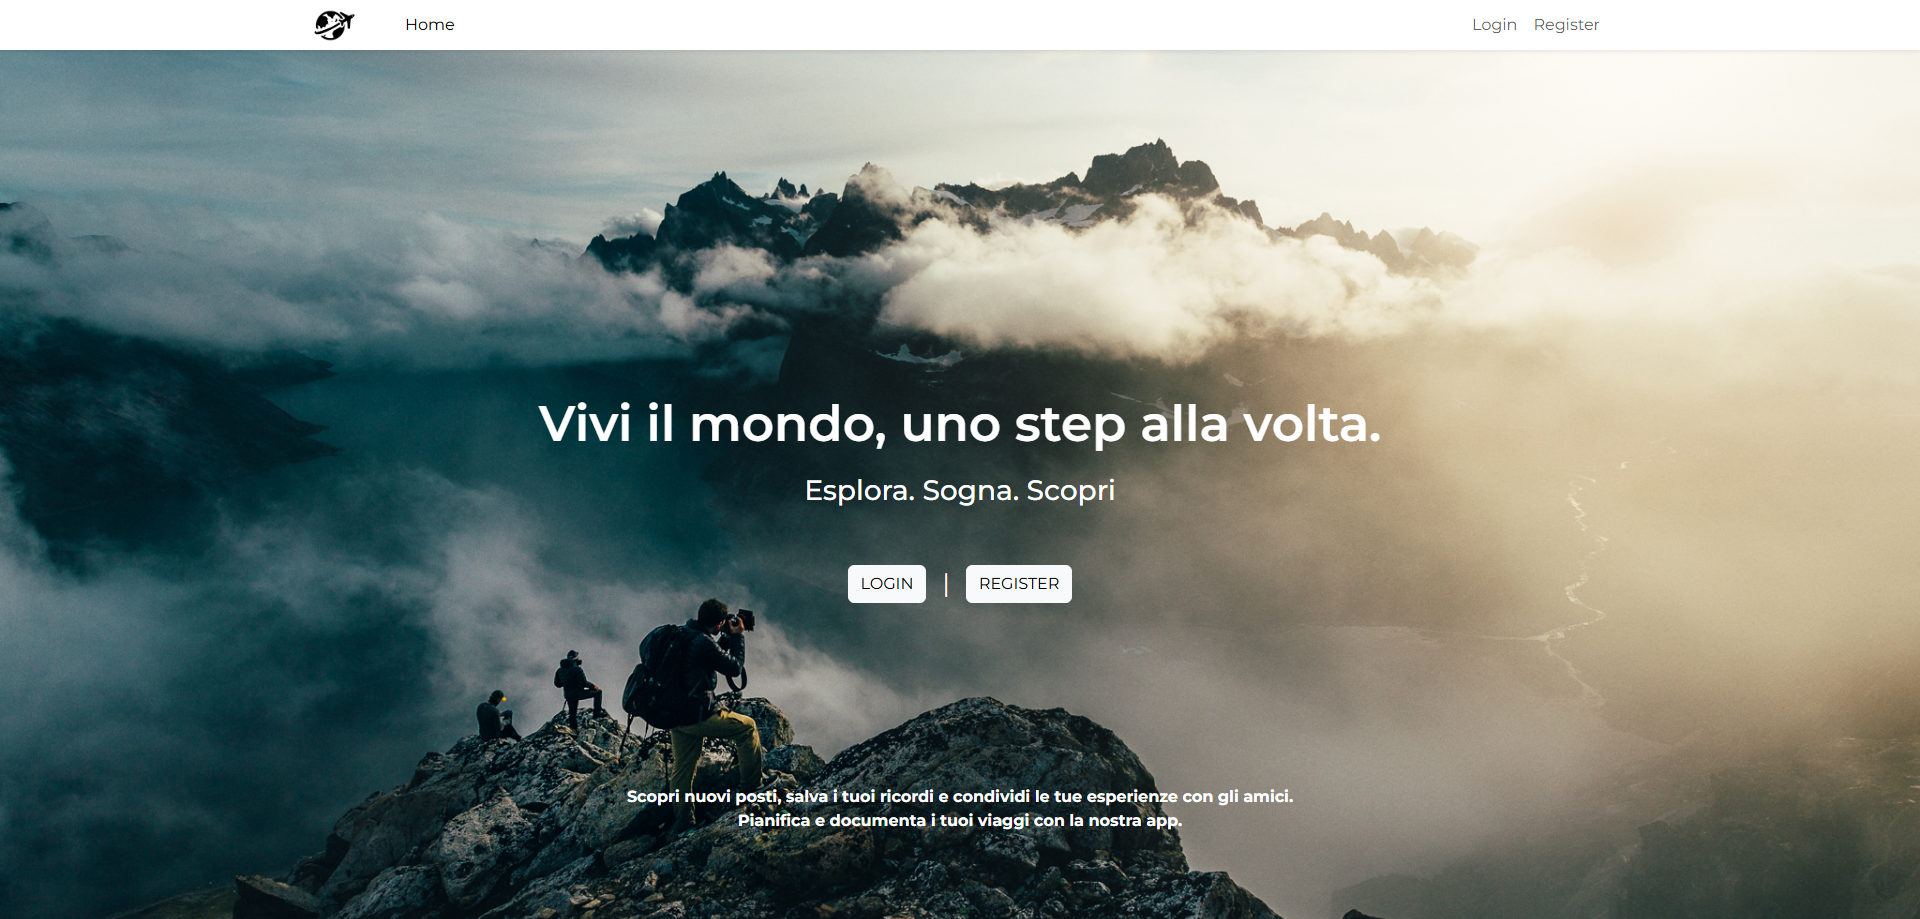 Home
Login Register
Vivi il mondo, uno step alla volta.
Esplora. Sogna. Scopri
LOGIN | REGISTER
Scopri nuovi posti, salva i tuoi ricordi e condividi le tue esperienze con gli amici.
Pianifica e documenta i tuoi viaggi con la nostra app.